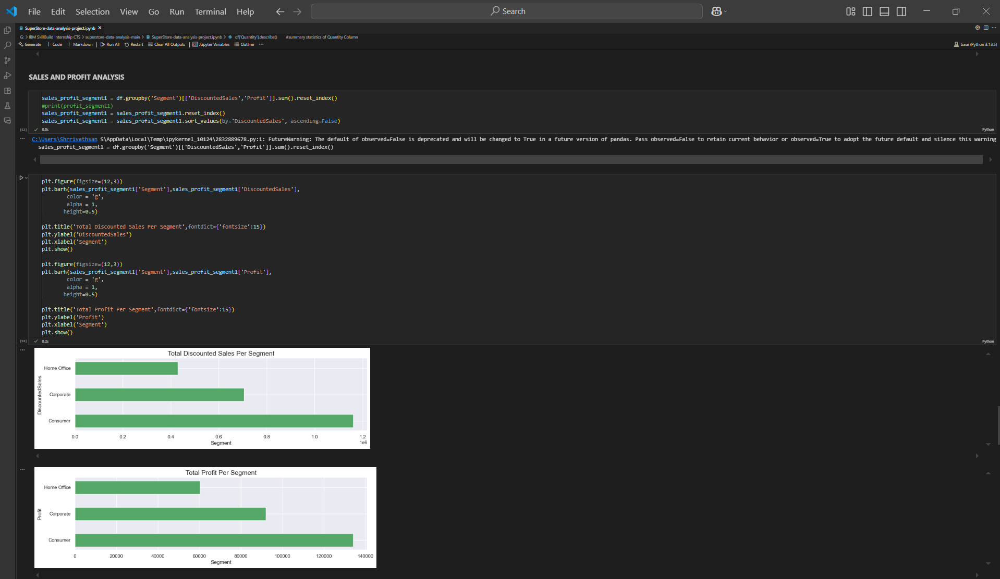 File Edit Selection View Go Run Terminal Help
Search
SuperStore-data-analysis-project.ipynb
G: > IBM SkillBuild Internship CTS > superstore-data-analysis-main > SuperStore-data-analysis-project.ipynb > df['Quantity'].describe() #summary statistics of Quantity Column
Generate + Code + Markdown | Run All Restart Clear All Outputs | Jupyter Variables Outline ...
base (Python 3.13.5)
SALES AND PROFIT ANALYSIS
sales_profit_segment1 = df.groupby('Segment')[['DiscountedSales','Profit']].sum().reset_index()
#print(profit_segment1)
sales_profit_segment1 = sales_profit_segment1.reset_index()
sales_profit_segment1 = sales_profit_segment1.sort_values(by='DiscountedSales', ascending=False)
[52] 0.0s
Python
C:\Users\Shrrivathsan S\AppData\Local\Temp\ipykernel_10124\2832889678.py:1: FutureWarning: The default of observed=False is deprecated and will be changed to True in a future version of pandas. Pass observed=False to retain current behavior or observed=True to adopt the future default and silence this warning
sales_profit_segment1 = df.groupby('Segment')[['DiscountedSales','Profit']].sum().reset_index()
plt.figure(figsize=(12,3))
plt.barh(sales_profit_segment1['Segment'],sales_profit_segment1['DiscountedSales'],
color = 'g',
alpha = 1,
height=0.5)
plt.title('Total Discounted Sales Per Segment',fontdict={'fontsize':15})
plt.ylabel('DiscountedSales')
plt.xlabel('Segment')
plt.show()
plt.figure(figsize=(12,3))
plt.barh(sales_profit_segment1['Segment'],sales_profit_segment1['Profit'],
color = 'g',
alpha = 1,
height=0.5)
plt.title('Total Profit Per Segment',fontdict={'fontsize':15})
plt.ylabel('Profit')
plt.xlabel('Segment')
plt.show()
[53] 0.2s
Python
Total Discounted Sales Per Segment
DiscountedSales
Home Office
Corporate
Consumer
0.0 0.2 0.4 0.6 0.8 1.0 1.2
1e6
Segment
Total Profit Per Segment
Profit
Home Office
Corporate
Consumer
0 20000 40000 60000 80000 100000 120000 140000
Segment